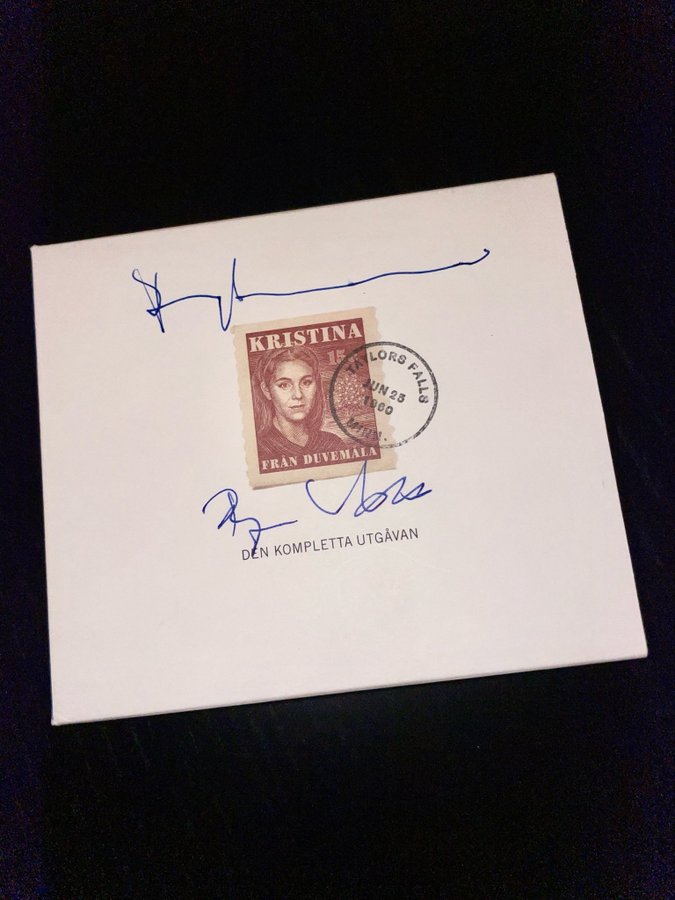 KRISTINA
15
FRÅN DUVEMÅLA
TAYLORS FALLS
JUN 25
1860
MINN.
DEN KOMPLETTA UTGÅVAN